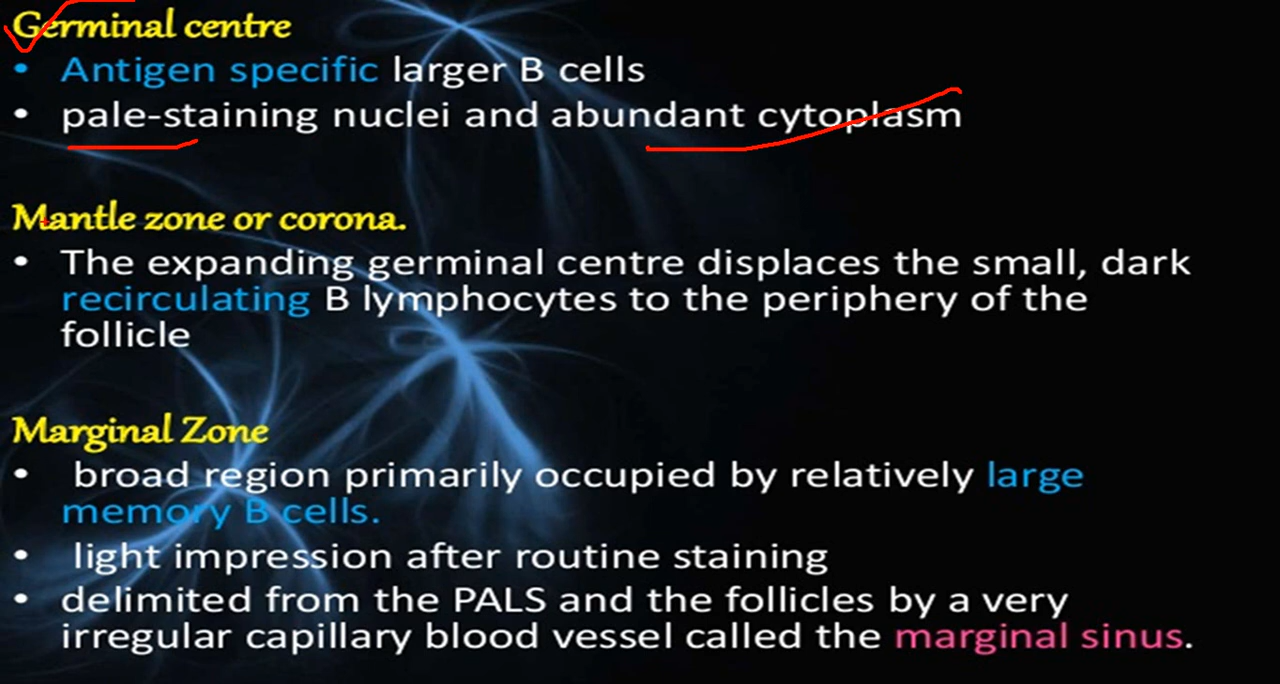 Germinal centre
• Antigen specific larger B cells
• pale-staining nuclei and abundant cytoplasm
Mantle zone or corona.
• The expanding germinal centre displaces the small, dark
recirculating B lymphocytes to the periphery of the
follicle
Marginal Zone
• broad region primarily occupied by relatively large
memory B cells.
• light impression after routine staining
• delimited from the PALS and the follicles by a very
irregular capillary blood vessel called the marginal sinus.